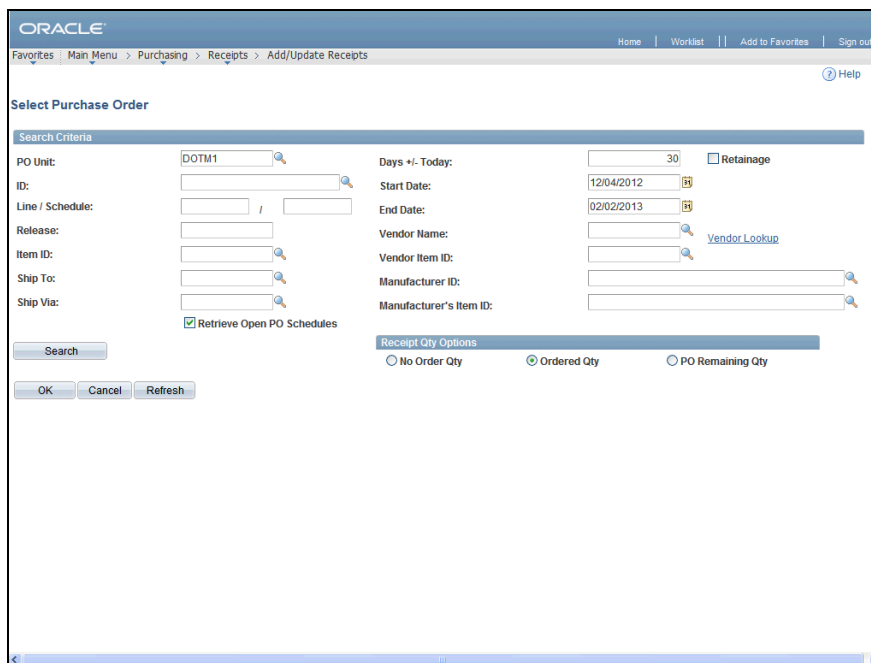 ORACLE
Home | Worklist || Add to Favorites | Sign out
Favorites Main Menu > Purchasing > Receipts > Add/Update Receipts
? Help
Select Purchase Order
Search Criteria
PO Unit: DOTM1 Days +/- Today: 30 Retainage
ID: Start Date: 12/04/2012 31
Line / Schedule: / End Date: 02/02/2013 31
Release: Vendor Name: Vendor Lookup
Item ID: Vendor Item ID:
Ship To: Manufacturer ID:
Ship Via: Manufacturer's Item ID:
Retrieve Open PO Schedules
Search
Receipt Qty Options
No Order Qty Ordered Qty PO Remaining Qty
OK Cancel Refresh